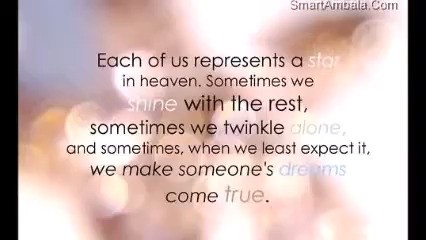 SmartAmbala.Com
Each of us represents a star
in heaven. Sometimes we
shine with the rest,
sometimes we twinkle alone,
and sometimes, when we least expect it,
we make someone's dreams
come true.